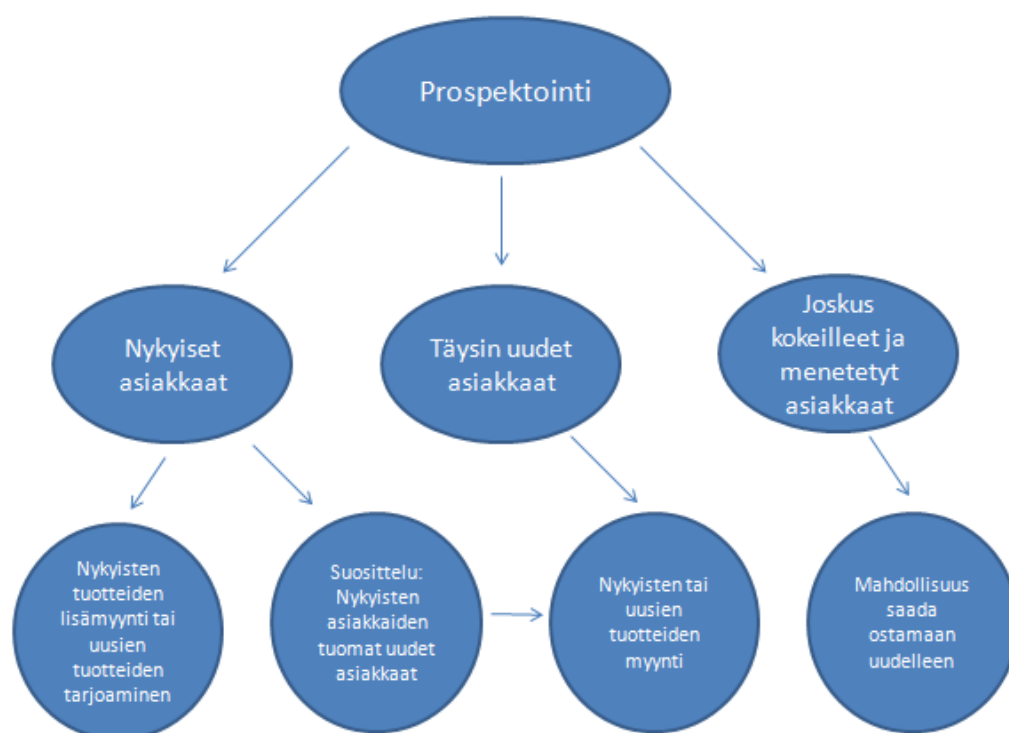 Prospektointi
Nykyiset
asiakkaat
Täysin uudet
asiakkaat
Joskus
kokeilleet ja
menetetyt
asiakkaat
Nykyisten
tuotteiden
lisämyynti tai
uusien
tuotteiden
tarjoaminen
Suosittelu:
Nykyisten
asiakkaiden
tuomat uudet
asiakkaat
Nykyisten tai
uusien
tuotteiden
myynti
Mahdollisuus
saada
ostamaan
uudelleen